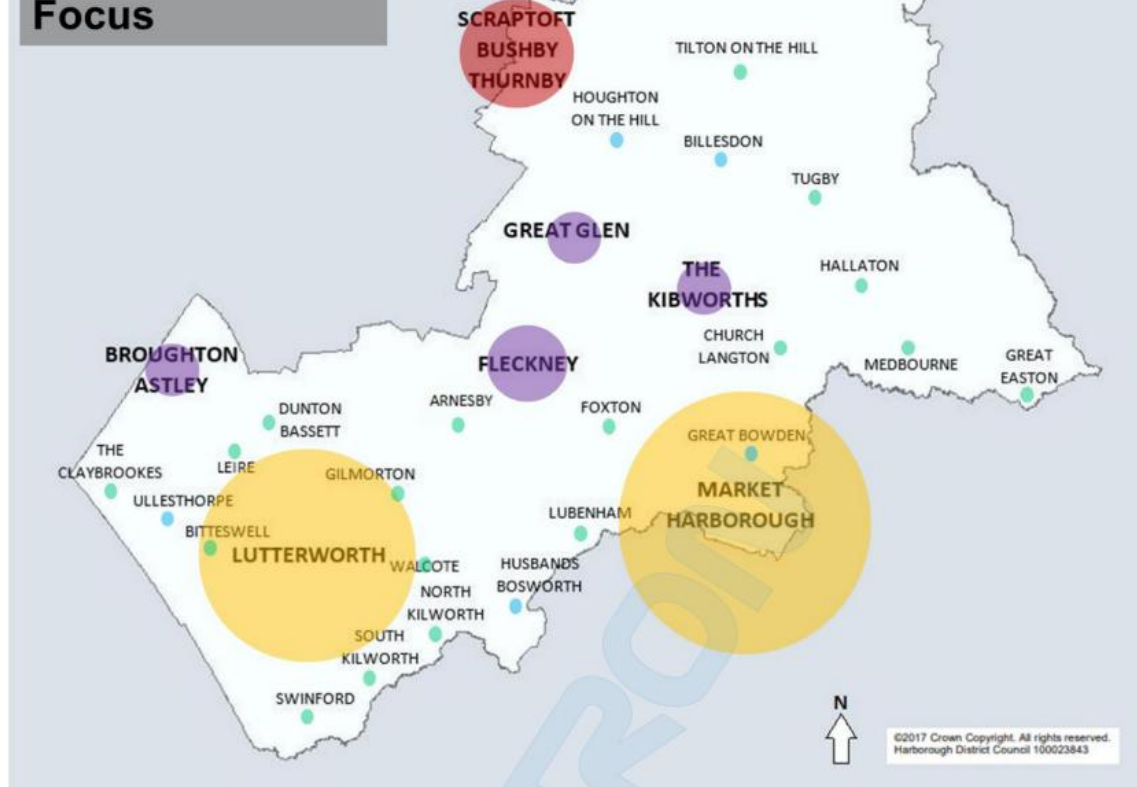 Focus
SCRAPTOFT
BUSHBY
THURNBY
TILTON ON THE HILL
HOUGHTON
ON THE HILL
BILLESDON
TUGBY
GREAT GLEN
THE
KIBWORTHS
HALLATON
CHURCH
LANGTON
MEDBOURNE
GREAT
EASTON
BROUGHTON
ASTLEY
FLECKNEY
DUNTON
BASSETT
ARNESBY
FOXTON
GREAT BOWDEN
THE
CLAYBROOKES
LEIRE
GILMORTON
ULLESTHORPE
BITTESWELL
LUTTERWORTH
MARKET
HARBOROUGH
LUBENHAM
WALCOTE
HUSBANDS
BOSWORTH
NORTH
KILWORTH
SOUTH
KILWORTH
SWINFORD
N
©2017 Crown Copyright. All rights reserved.
Harborough District Council 100023843